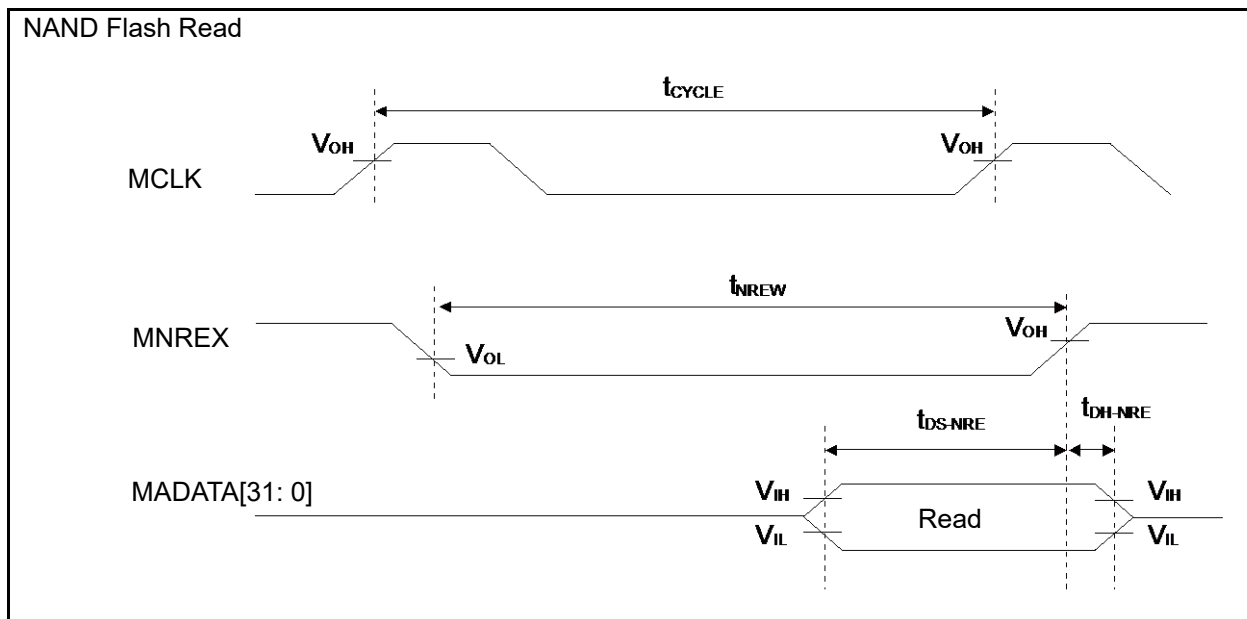 NAND Flash Read
tCYCLE
VOH
VOH
MCLK
tNREW
MNREX
VOH
VOL
tDS-NRE
tDH-NRE
MADATA[31: 0]
VIH
VIH
Read
VIL
VIL